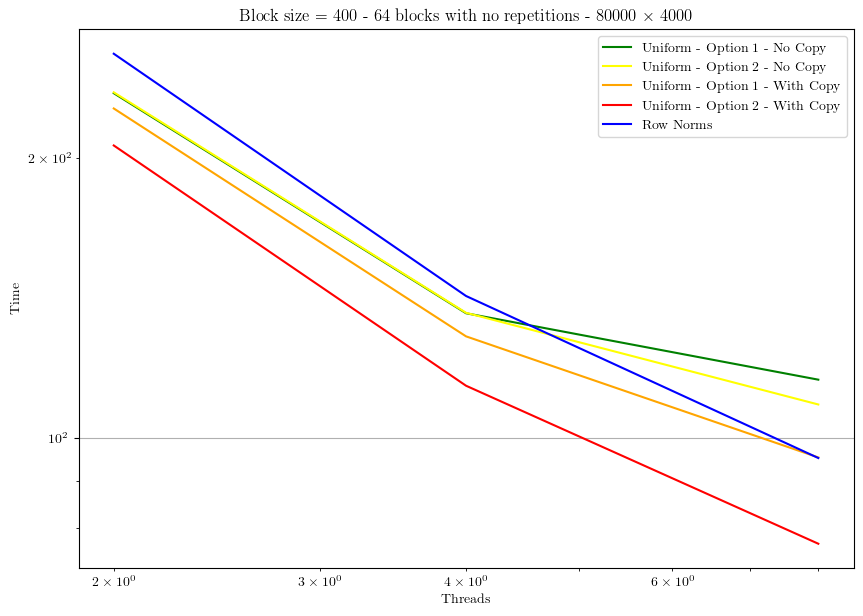 Block size = 400 - 64 blocks with no repetitions - 80000 × 4000
Uniform - Option 1 - No Copy
Uniform - Option 2 - No Copy
Uniform - Option 1 - With Copy
Uniform - Option 2 - With Copy
Row Norms
2 × 10²
Time
10²
2 × 10⁰
3 × 10⁰
4 × 10⁰
6 × 10⁰
Threads